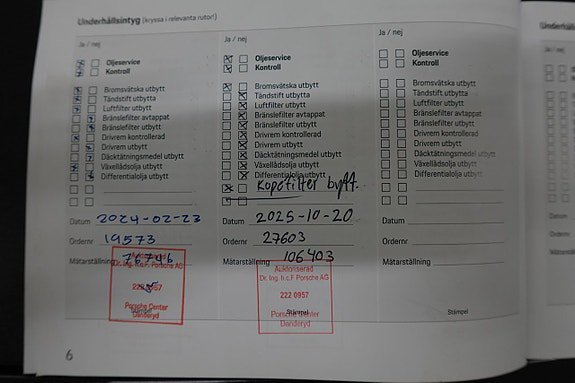 Underhållsintyg (kryssa i relevanta rutor!)
Ja / nej
Oljeservice
Kontroll
Bromsvätska utbytt
Tändstift utbytta
Luftfilter utbytt
Bränslefilter avtappat
Bränslefilter utbytt
Drivrem kontrollerad
Drivrem utbytt
Däcktätningsmedel utbytt
Växellådsolja utbytt
Differentialolja utbytt
Datum 2024-02-23
Ordernr 19573
Mätarställning 76746
Dr. Ing. h.c.F. Porsche AG
Porsche Center
Danderyd
Stämpel
Ja / nej
Oljeservice
Kontroll
Bromsvätska utbytt
Tändstift utbytta
Luftfilter utbytt
Bränslefilter avtappat
Bränslefilter utbytt
Drivrem kontrollerad
Drivrem utbytt
Däcktätningsmedel utbytt
Växellådsolja utbytt
Differentialolja utbytt
Datum 2025-10-20
Ordernr 27603
Mätarställning 106403
Auktoriserad
Dr. Ing. h.c.F Porsche AG
222 0957
Porsche Center
Danderyd
Stämpel
Ja / nej
Oljeservice
Kontroll
Bromsvätska utbytt
Tändstift utbytta
Luftfilter utbytt
Bränslefilter avtappat
Bränslefilter utbytt
Drivrem kontrollerad
Drivrem utbytt
Däcktätningsmedel utbytt
Växellådsolja utbytt
Differentialolja utbytt
Datum
Ordernr
Mätarställning
Stämpel
6